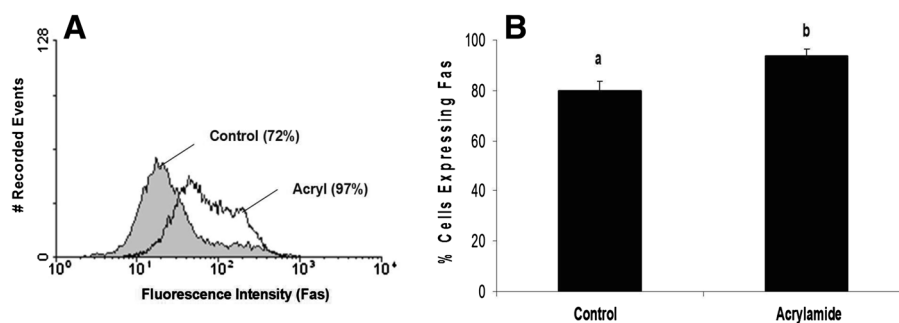 A
128
# Recorded Events
0
Control (72%)
Acryl (97%)
10⁰ 10¹ 10² 10³ 10⁴
Fluorescence Intensity (Fas)
B
% Cells Expressing Fas
100
80
60
40
20
0
a
b
Control Acrylamide